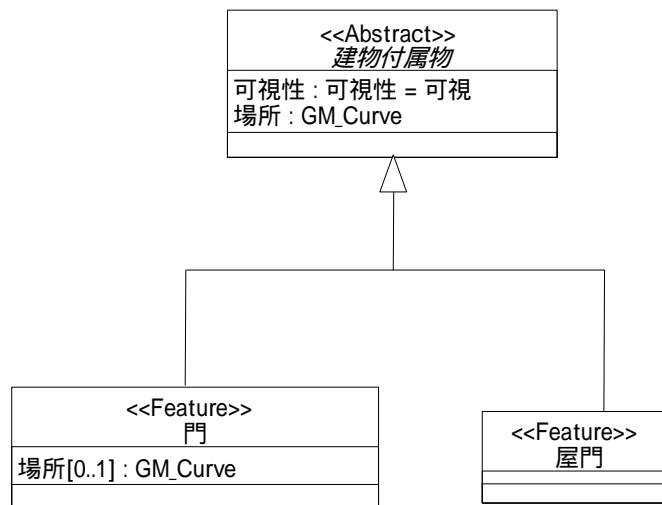 <<Abstract>>
建物付属物
可視性 : 可視性 = 可視
場所 : GM_Curve
<<Feature>>
門
場所[0..1] : GM_Curve
<<Feature>>
屋門